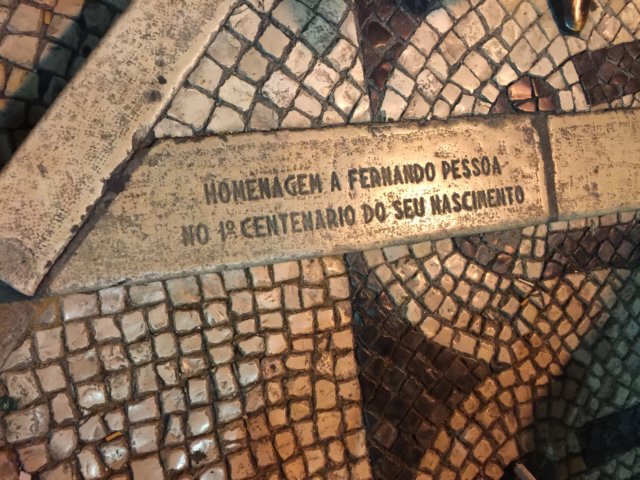 HOMENAGEM A FERNANDO PESSOA
NO 1º CENTENARIO DO SEU NASCIMENTO